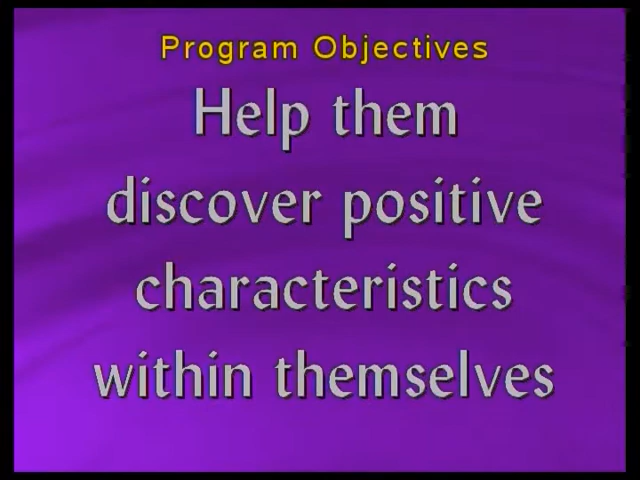 Program Objectives
Help them
discover positive
characteristics
within themselves